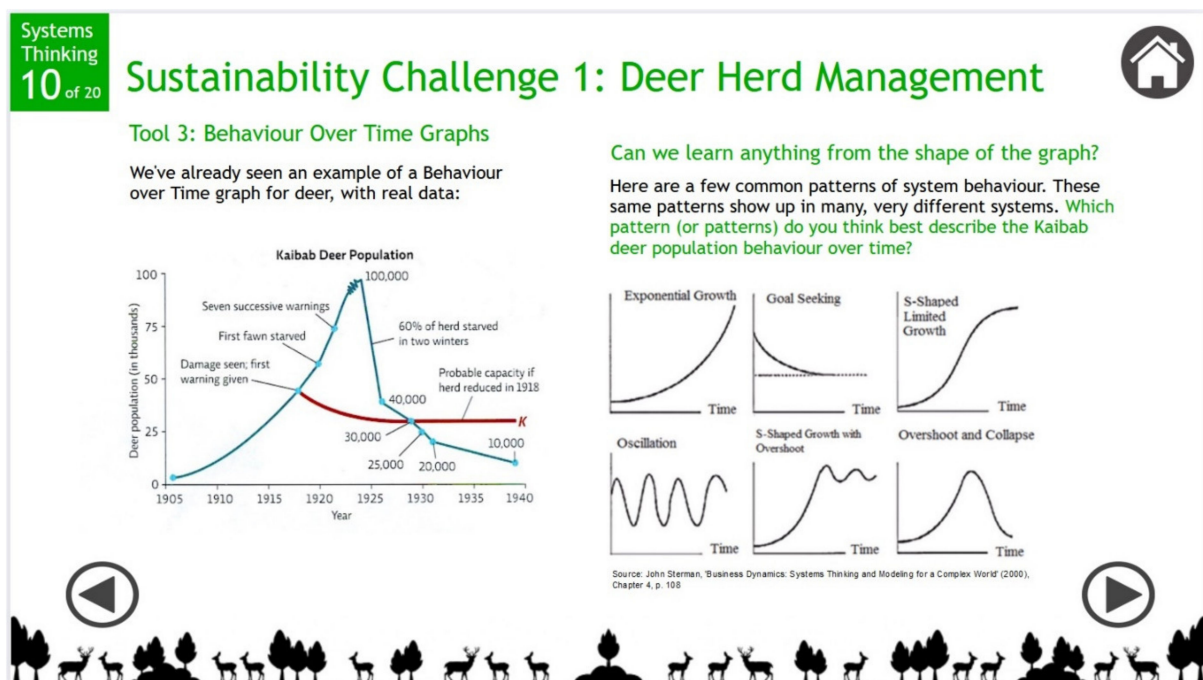 Systems
Thinking
10 of 20
Sustainability Challenge 1: Deer Herd Management
Tool 3: Behaviour Over Time Graphs
We've already seen an example of a Behaviour
over Time graph for deer, with real data:
Kaibab Deer Population
Deer population (in thousands)
100
75
50
25
0
100,000
Seven successive warnings
First fawn starved
Damage seen; first
warning given
60% of herd starved
in two winters
Probable capacity if
herd reduced in 1918
40,000
K
30,000
25,000
20,000
10,000
1905 1910 1915 1920 1925 1930 1935 1940
Year
Can we learn anything from the shape of the graph?
Here are a few common patterns of system behaviour. These
same patterns show up in many, very different systems. Which
pattern (or patterns) do you think best describe the Kaibab
deer population behaviour over time?
Exponential Growth
Time
Goal Seeking
Time
S-Shaped
Limited
Growth
Time
Oscillation
Time
S-Shaped Growth with
Overshoot
Time
Overshoot and Collapse
Time
Source: John Sterman, 'Business Dynamics: Systems Thinking and Modeling for a Complex World' (2000),
Chapter 4, p. 108